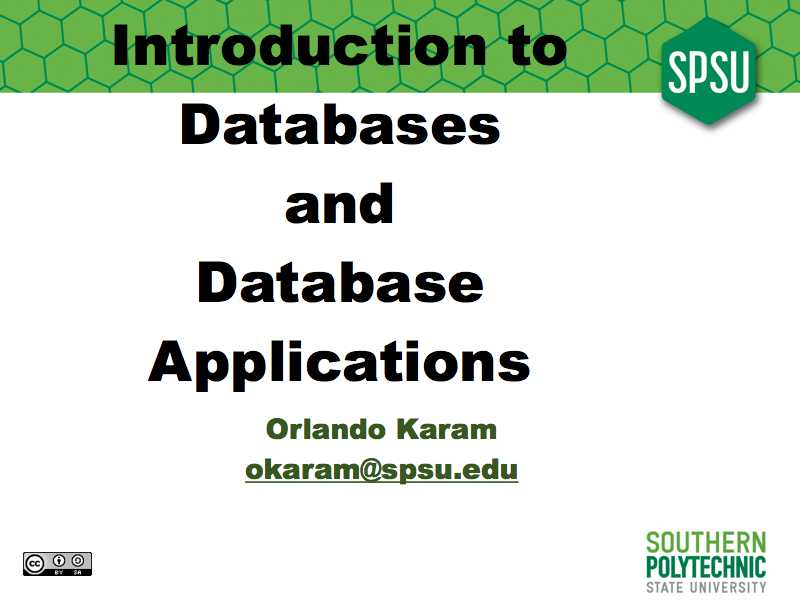 Introduction to
SPSU
Databases
and
Database
Applications
Orlando Karam
okaram@spsu.edu
cc
BY SA
SOUTHERN
POLYTECHNIC
STATE UNIVERSITY